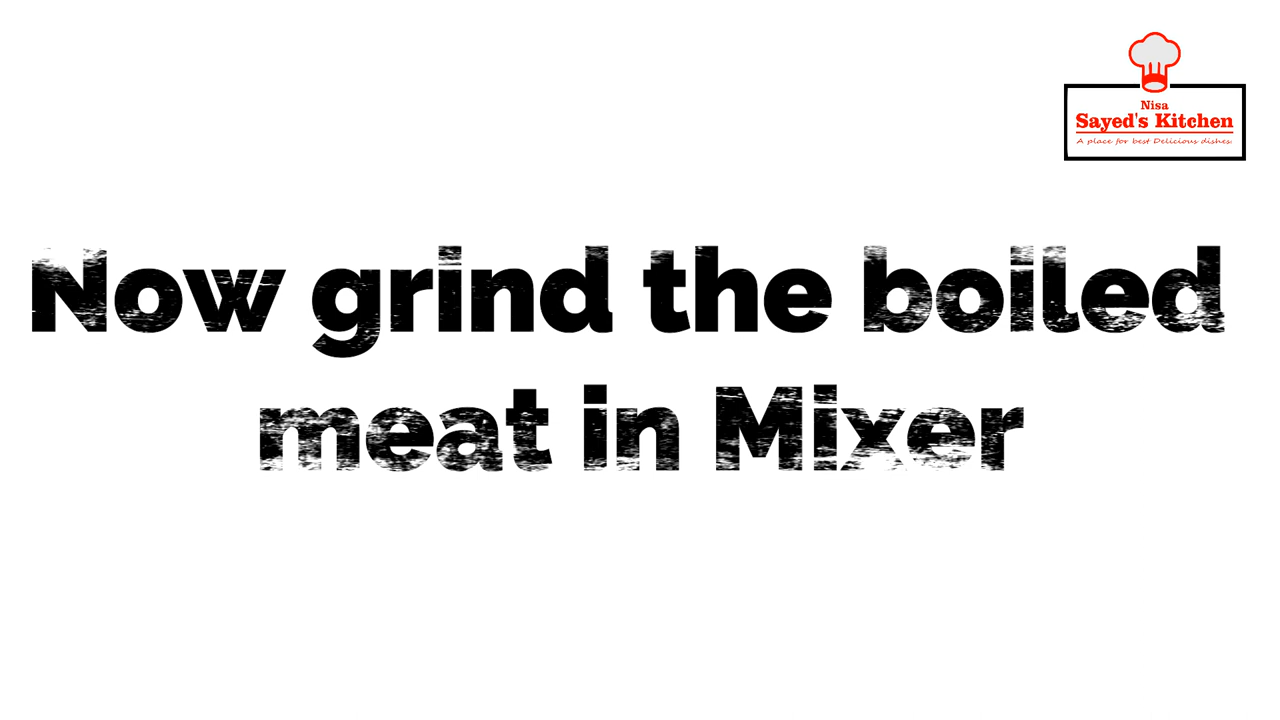 Nisa
Sayed's Kitchen
A place for best Delicious dishes.
Now grind the boiled
meat in Mixer